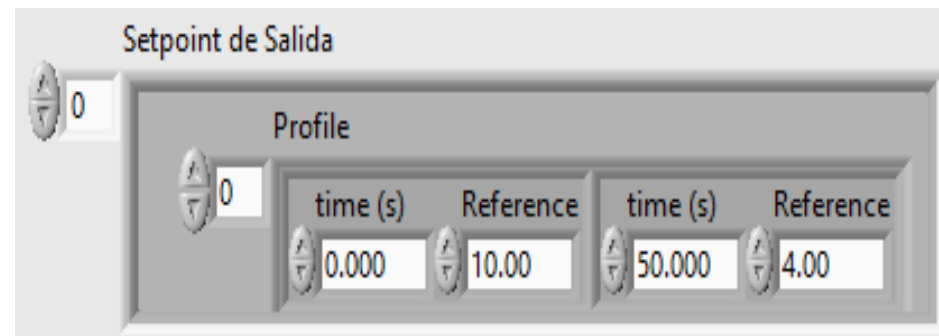 Setpoint de Salida
0
Profile
0
time (s) Reference time (s) Reference
0.000 10.00 50.000 4.00